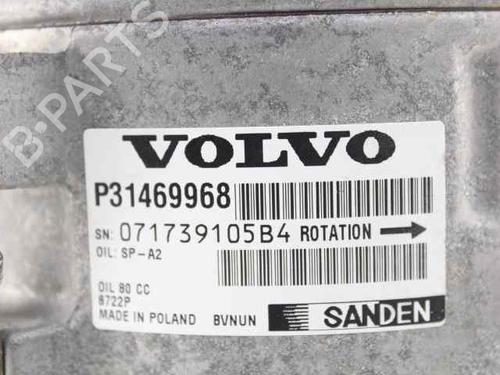 VOLVO
P31469968
SN: 071739105B4 ROTATION
OIL: SP-A2
OIL 80 CC
8722P
MADE IN POLAND BVNUN SANDEN
B-PARTS